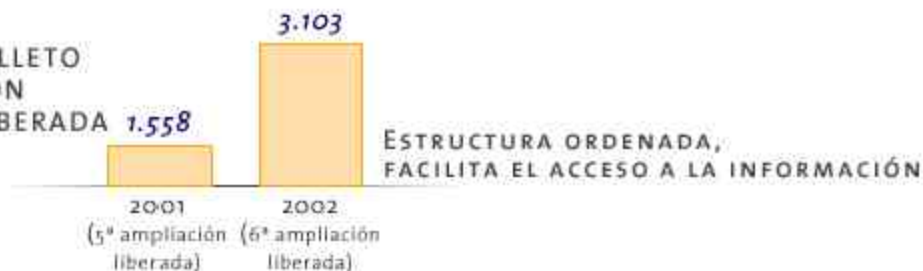 3.103
LLETO
ÓN
BERADA
1.558
ESTRUCTURA ORDENADA,
FACILITA EL ACCESO A LA INFORMACIÓN
2001
(5ª ampliación
liberada)
2002
(6ª ampliación
liberada)